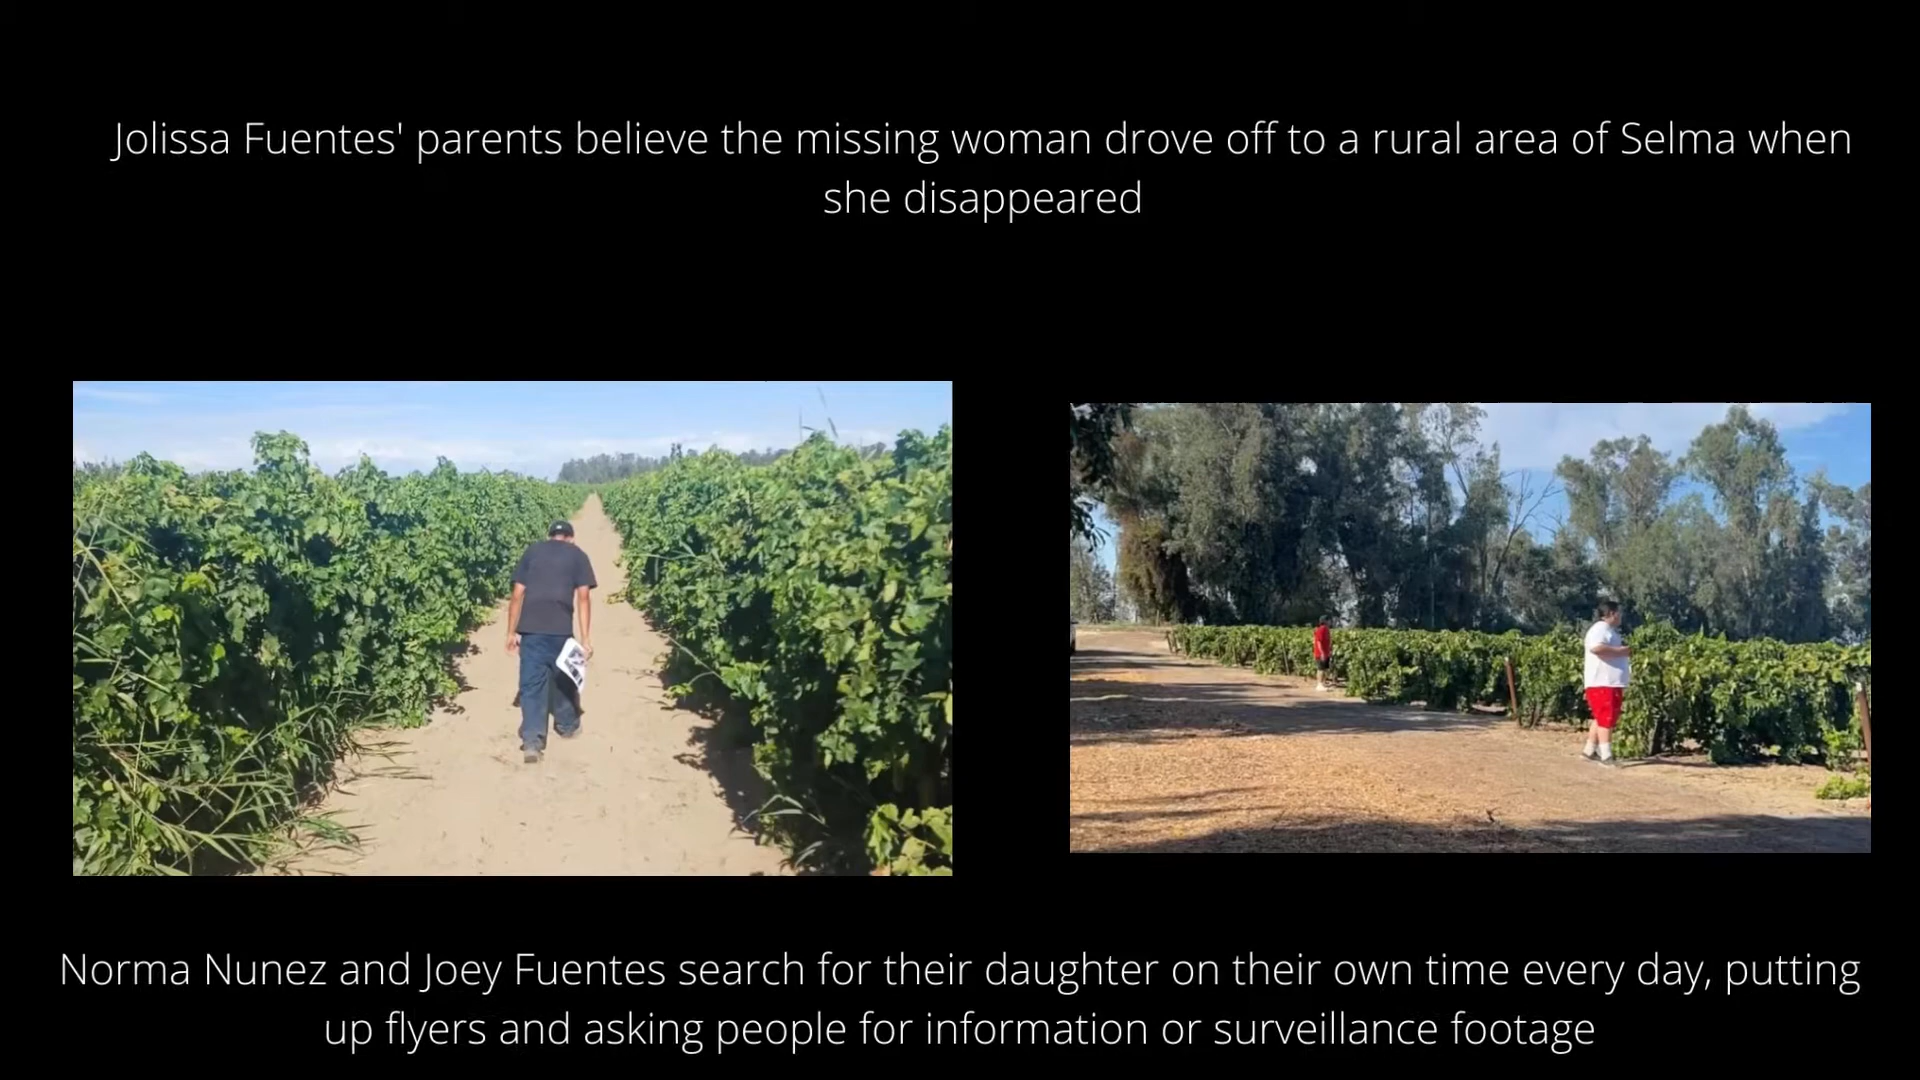 Jolissa Fuentes' parents believe the missing woman drove off to a rural area of Selma when
she disappeared
Norma Nunez and Joey Fuentes search for their daughter on their own time every day, putting
up flyers and asking people for information or surveillance footage